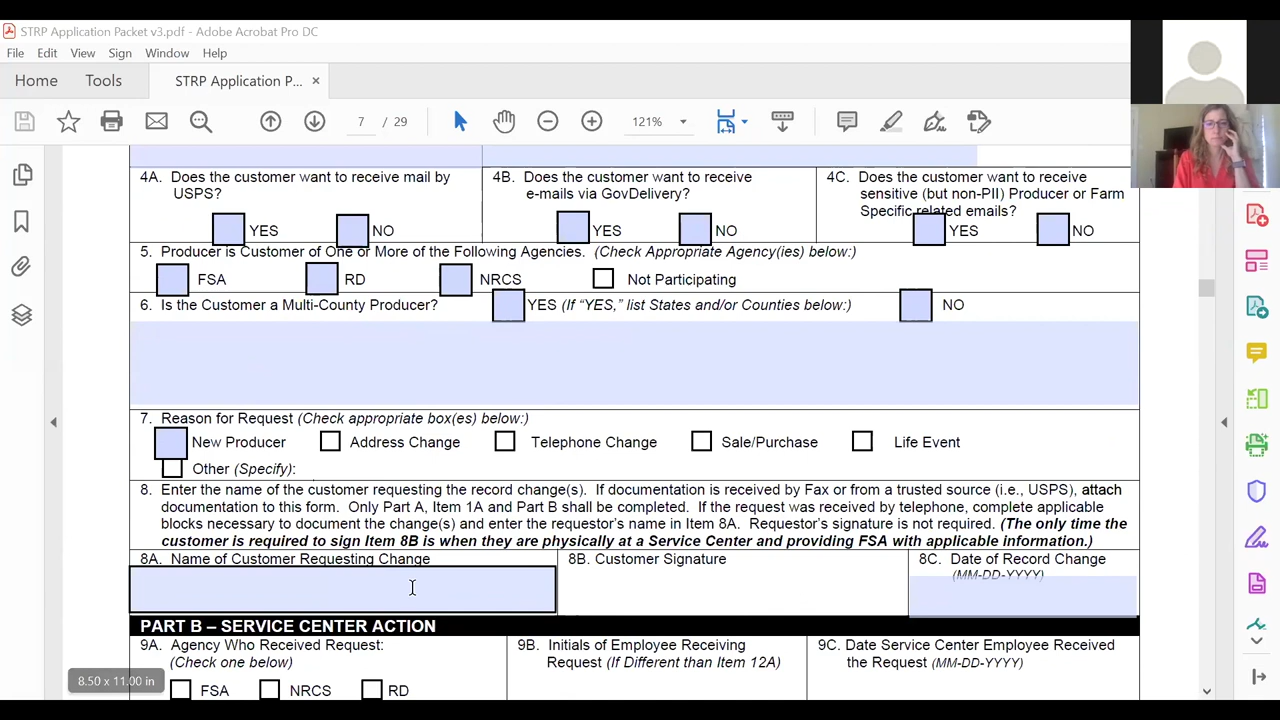 STRP Application Packet v3.pdf - Adobe Acrobat Pro DC
File Edit View Sign Window Help
Home Tools STRP Application P... ×
7 / 29 121%
4A. Does the customer want to receive mail by
USPS?
YES NO
4B. Does the customer want to receive
e-mails via GovDelivery?
YES NO
4C. Does the customer want to receive
sensitive (but non-PII) Producer or Farm
Specific related emails?
YES NO
5. Producer is Customer of One or More of the Following Agencies. (Check Appropriate Agency(ies) below:)
FSA RD NRCS Not Participating
6. Is the Customer a Multi-County Producer? YES (If “YES,” list States and/or Counties below:) NO
7. Reason for Request (Check appropriate box(es) below:)
New Producer Address Change Telephone Change Sale/Purchase Life Event
Other (Specify):
8. Enter the name of the customer requesting the record change(s). If documentation is received by Fax or from a trusted source (i.e., USPS), attach
documentation to this form. Only Part A, Item 1A and Part B shall be completed. If the request was received by telephone, complete applicable
blocks necessary to document the change(s) and enter the requestor’s name in Item 8A. Requestor’s signature is not required. (The only time the
customer is required to sign Item 8B is when they are physically at a Service Center and providing FSA with applicable information.)
8A. Name of Customer Requesting Change
8B. Customer Signature
8C. Date of Record Change
(MM-DD-YYYY)
PART B – SERVICE CENTER ACTION
9A. Agency Who Received Request:
(Check one below)
FSA NRCS RD
9B. Initials of Employee Receiving
Request (If Different than Item 12A)
9C. Date Service Center Employee Received
the Request (MM-DD-YYYY)
8.50 x 11.00 in